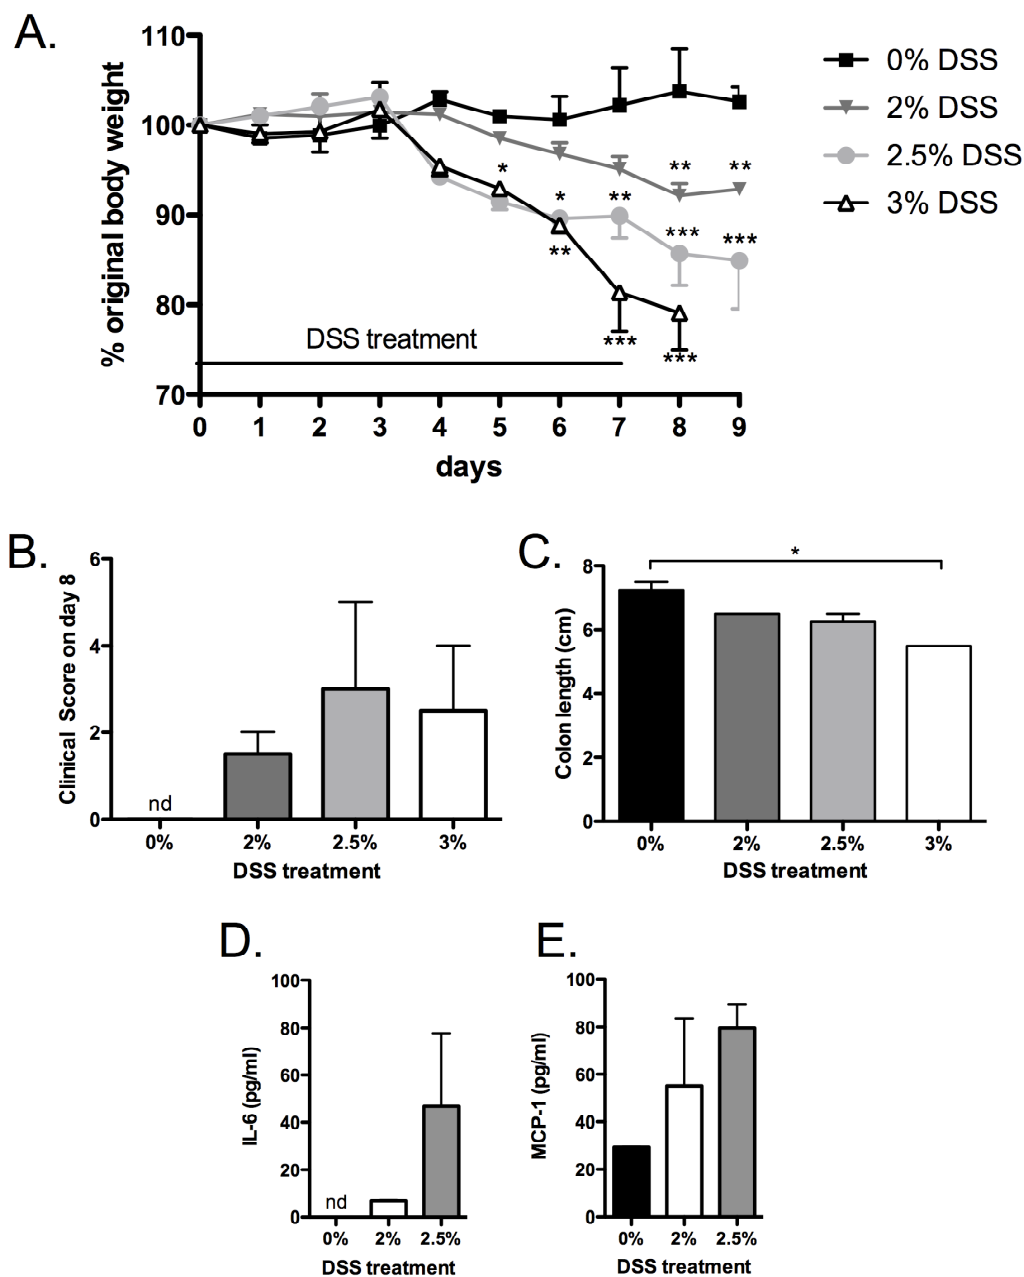 A.
110
100
90
80
70
% original body weight
0% DSS
2% DSS
2.5% DSS
3% DSS
*
*
**
**
**
***
***
**
***
***
DSS treatment
0 1 2 3 4 5 6 7 8 9
days
B.
6
4
2
0
Clinical Score on day 8
nd
0% 2% 2.5% 3%
DSS treatment
C.
8
6
4
2
0
Colon length (cm)
*
0% 2% 2.5% 3%
DSS treatment
D.
100
80
60
40
20
0
IL-6 (pg/ml)
nd
0% 2% 2.5%
DSS treatment
E.
100
80
60
40
20
0
MCP-1 (pg/ml)
0% 2% 2.5%
DSS treatment